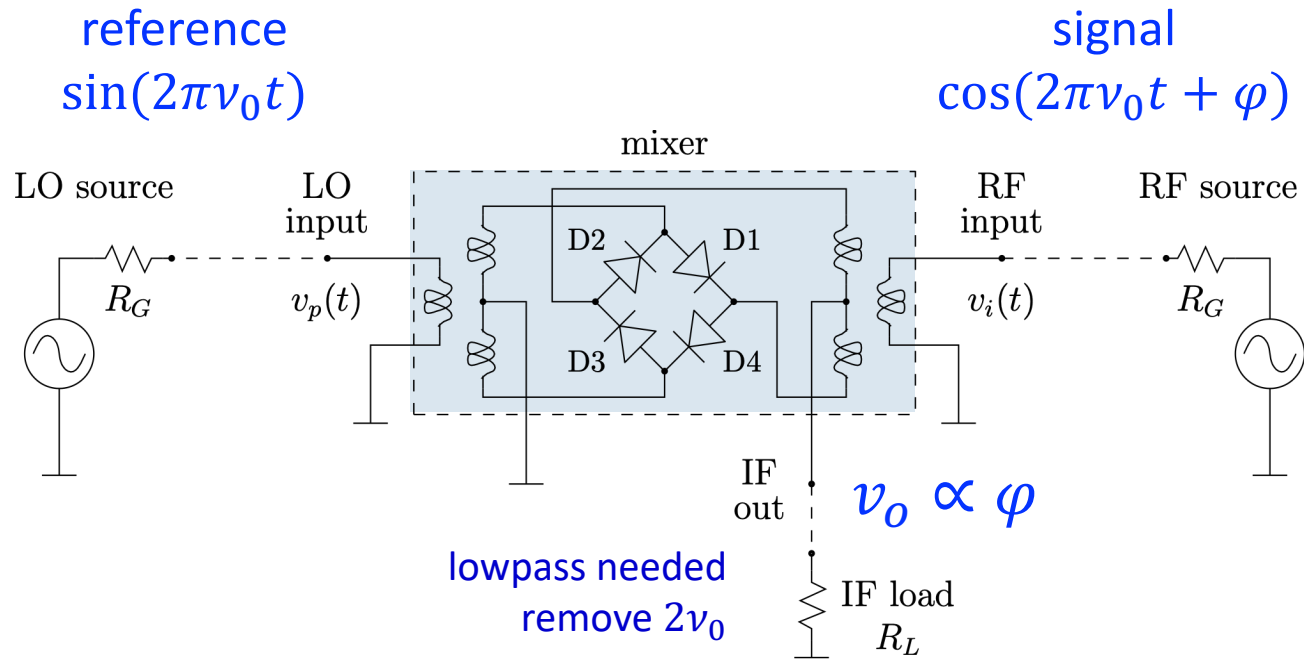 reference
sin(2πν₀t)
signal
cos(2πν₀t + φ)
mixer
LO source
LO
input
RF
input
RF source
D2
D1
R_G
v_p(t)
v_i(t)
R_G
D3
D4
IF
out
v_o ∝ φ
lowpass needed
remove 2ν₀
IF load
R_L